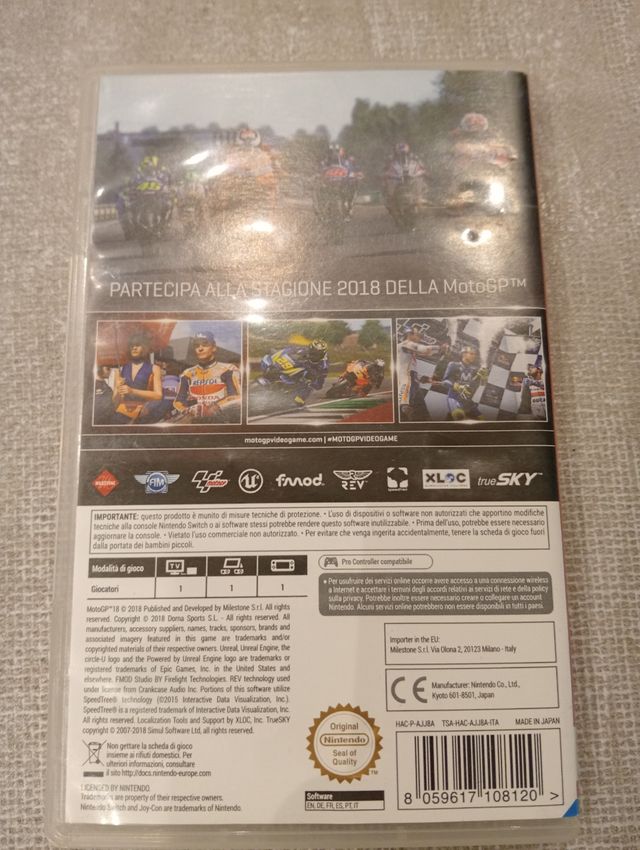 PARTECIPA ALLA STAGIONE 2018 DELLA MotoGP™
46
REPSOL
29
motogpvideogame.com | #MOTOGPVIDEOGAME
MILESTONE
FIM
MotoGP
fmod
REV
XLOC
trueSKY™
IMPORTANTE: questo prodotto è munito di misure tecniche di protezione. • L'uso di dispositivi o software non autorizzati che apportino modifiche
tecniche alla console Nintendo Switch o ai software stessi potrebbe rendere questo software inutilizzabile. • Prima dell'uso, potrebbe essere necessario
aggiornare la console. • Vietato l'uso commerciale non autorizzato. • Per evitare che venga ingerita accidentalmente, tenere la scheda di gioco fuori
dalla portata dei bambini piccoli.
Modalità di gioco
TV
Giocatori 1 1 1
Pro Controller compatibile
• Per usufruire dei servizi online occorre avere accesso a una connessione wireless
a Internet e accettare i termini degli accordi relativi ai servizi di rete e della policy
sulla privacy. Potrebbe inoltre essere necessario creare o collegare un account
Nintendo. Alcuni servizi online potrebbero non essere disponibili in tutti i paesi.
MotoGP™18 © 2018 Published and Developed by Milestone S.r.l. All rights
reserved. Copyright © 2018 Dorna Sports S.L. - All rights reserved. All
manufacturers, accessory suppliers, names, tracks, sponsors, brands and
associated imagery featured in this game are trademarks and/or
copyrighted materials of their respective owners. Unreal, Unreal Engine, the
circle-U logo and the Powered by Unreal Engine logo are trademarks or
registered trademarks of Epic Games, Inc. in the United States and
elsewhere. FMOD Studio BY Firelight Technologies. REV technology used
under license from Crankcase Audio Inc. Portions of this software utilize
SpeedTree® technology (©2015 Interactive Data Visualization, Inc.).
SpeedTree® is a registered trademark of Interactive Data Visualization, Inc.
All rights reserved. Localization Tools and Support by XLOC, Inc. TrueSKY
copyright © 2007-2018 Simul Software Ltd, all rights reserved.
Importer in the EU:
Milestone S.r.l. Via Olona 2, 20123 Milano - Italy
CE
Manufacturer: Nintendo Co., Ltd.,
Kyoto 601-8501, Japan
HAC-P-AJJ8A TSA-HAC-AJJ8A-ITA MADE IN JAPAN
Non gettare la scheda di gioco
insieme ai rifiuti domestici. Per
ulteriori informazioni, consultare
il sito http://docs.nintendo-europe.com
LICENSED BY NINTENDO
Trademarks are property of their respective owners.
Nintendo Switch and Joy-Con are trademarks of Nintendo.
Original
Nintendo
Seal of
Quality
TM
Software
EN, DE, FR, ES, PT, IT
8 059617 108120 >